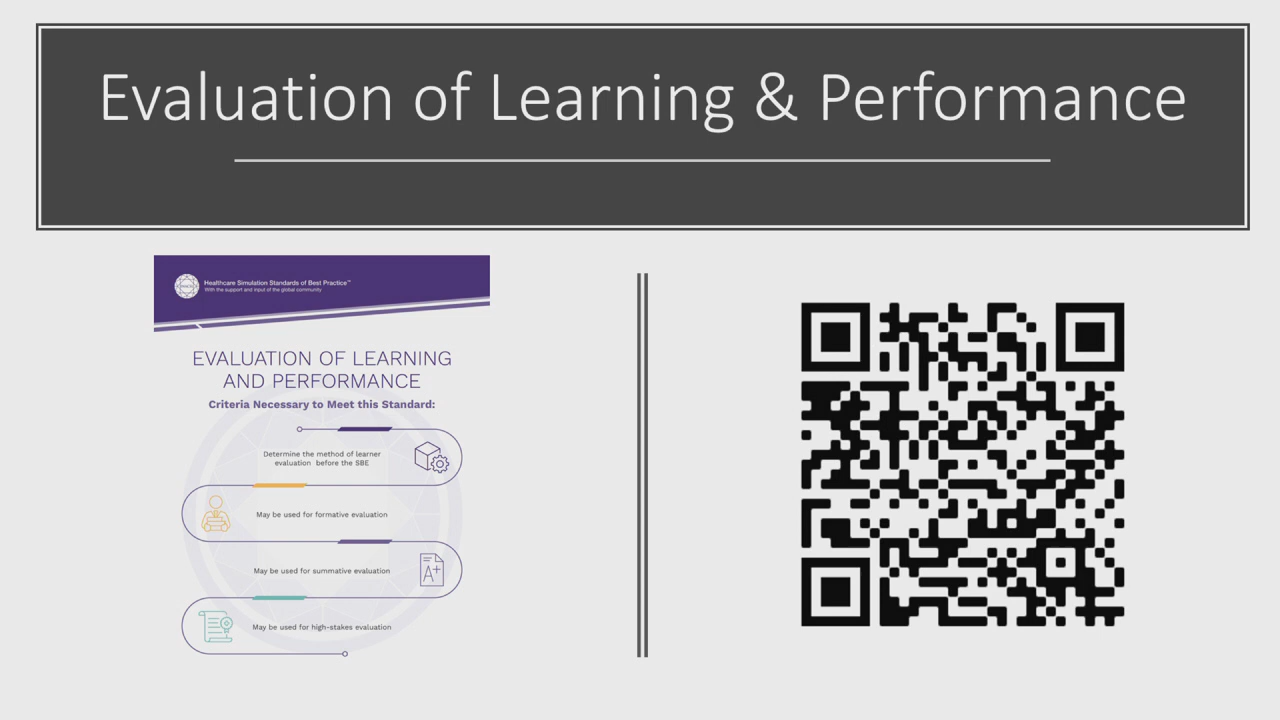 Evaluation of Learning & Performance
Healthcare Simulation Standards of Best Practice™
With the support and input of the global community
EVALUATION OF LEARNING
AND PERFORMANCE
Criteria Necessary to Meet this Standard:
Determine the method of learner
evaluation before the SBE
May be used for formative evaluation
May be used for summative evaluation
A+
May be used for high-stakes evaluation